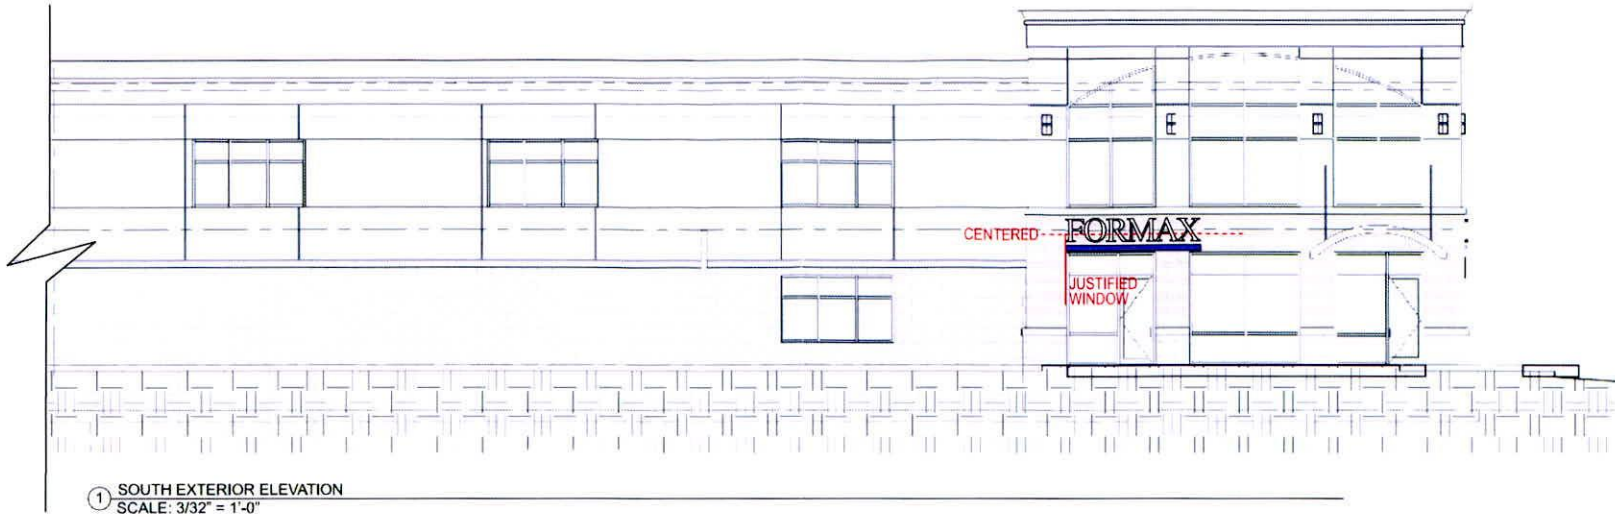 CENTERED
FORMAX
JUSTIFIED
WINDOW
1
SOUTH EXTERIOR ELEVATION
SCALE: 3/32" = 1'-0"